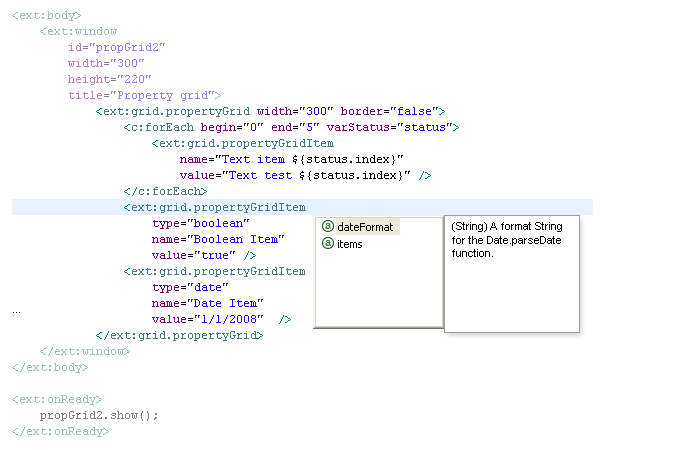 <ext:body>
<ext:window
id="propGrid2"
width="300"
height="220"
title="Property grid">
<ext:grid.propertyGrid width="300" border="false">
<c:forEach begin="0" end="5" varStatus="status">
<ext:grid.propertyGridItem
name="Text item ${status.index}"
value="Text test ${status.index}" />
</c:forEach>
<ext:grid.propertyGridItem
type="boolean"
name="Boolean Item"
value="true" />
<ext:grid.propertyGridItem
type="date"
name="Date Item"
...
value="1/1/2008"  />
</ext:grid.propertyGrid>
</ext:window>
</ext:body>
<ext:onReady>
propGrid2.show();
</ext:onReady>
a dateFormat
a items
(String) A format String
for the Date.parseDate
function.